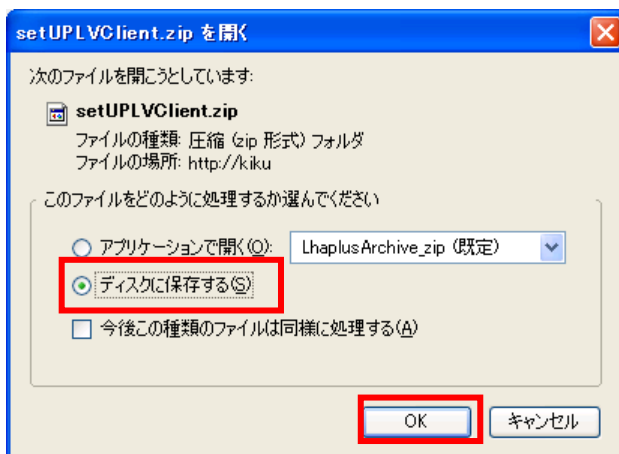 setUPLVClient.zip を開く
次のファイルを開こうとしています:
setUPLVClient.zip
ファイルの種類: 圧縮 (zip 形式) フォルダ
ファイルの場所: http://kiku
このファイルをどのように処理するか選んでください
アプリケーションで開く(O): LhaplusArchive_zip (既定)
ディスクに保存する(S)
今後この種類のファイルは同様に処理する(A)
OK キャンセル